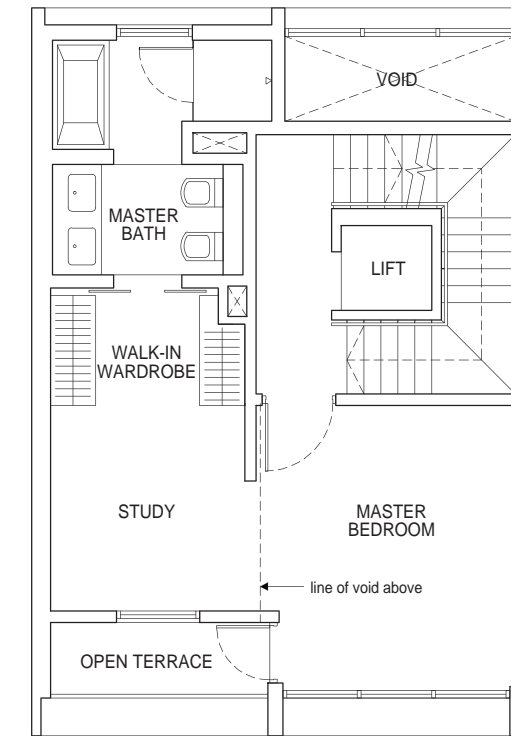 VOID
MASTER
BATH
LIFT
WALK-IN
WARDROBE
STUDY
MASTER
BEDROOM
line of void above
OPEN TERRACE